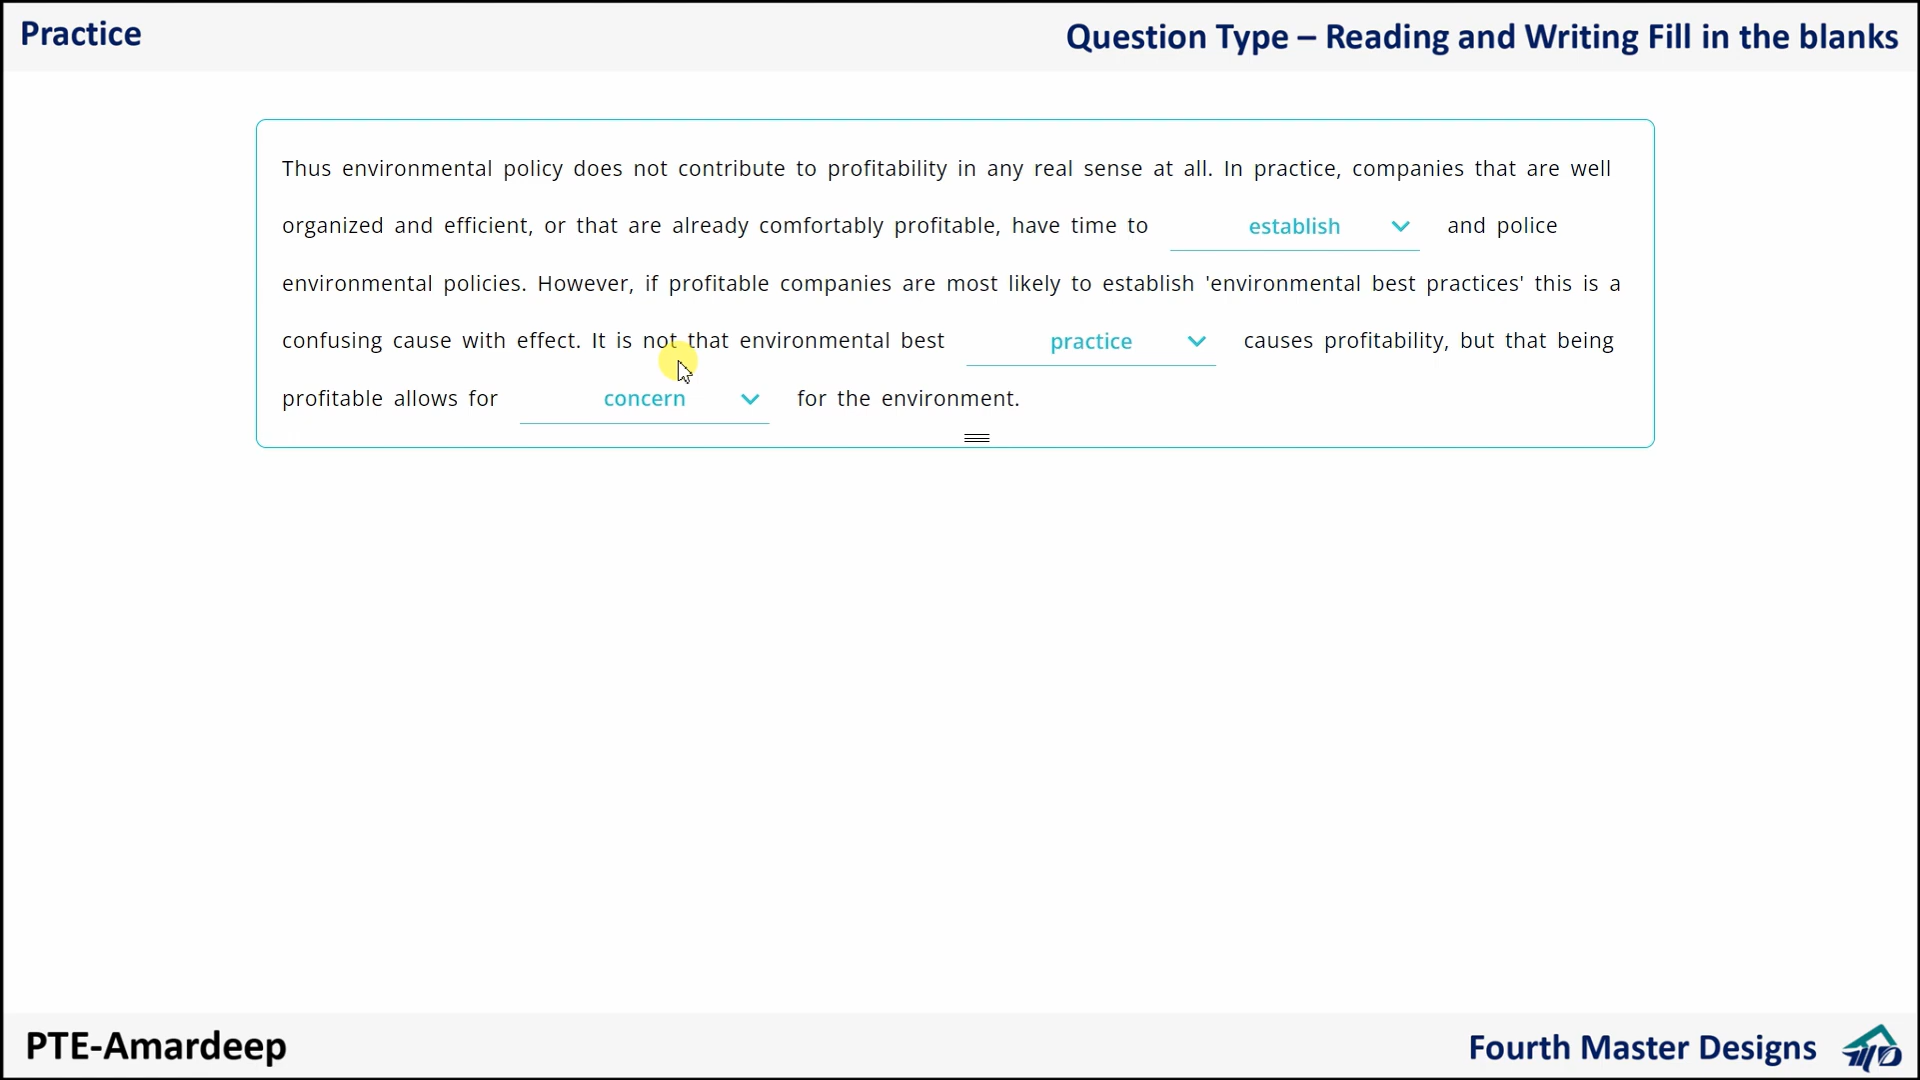 Practice
Question Type – Reading and Writing Fill in the blanks
Thus environmental policy does not contribute to profitability in any real sense at all. In practice, companies that are well
organized and efficient, or that are already comfortably profitable, have time to establish and police
environmental policies. However, if profitable companies are most likely to establish 'environmental best practices' this is a
confusing cause with effect. It is not that environmental best practice causes profitability, but that being
profitable allows for concern for the environment.
PTE-Amardeep
Fourth Master Designs